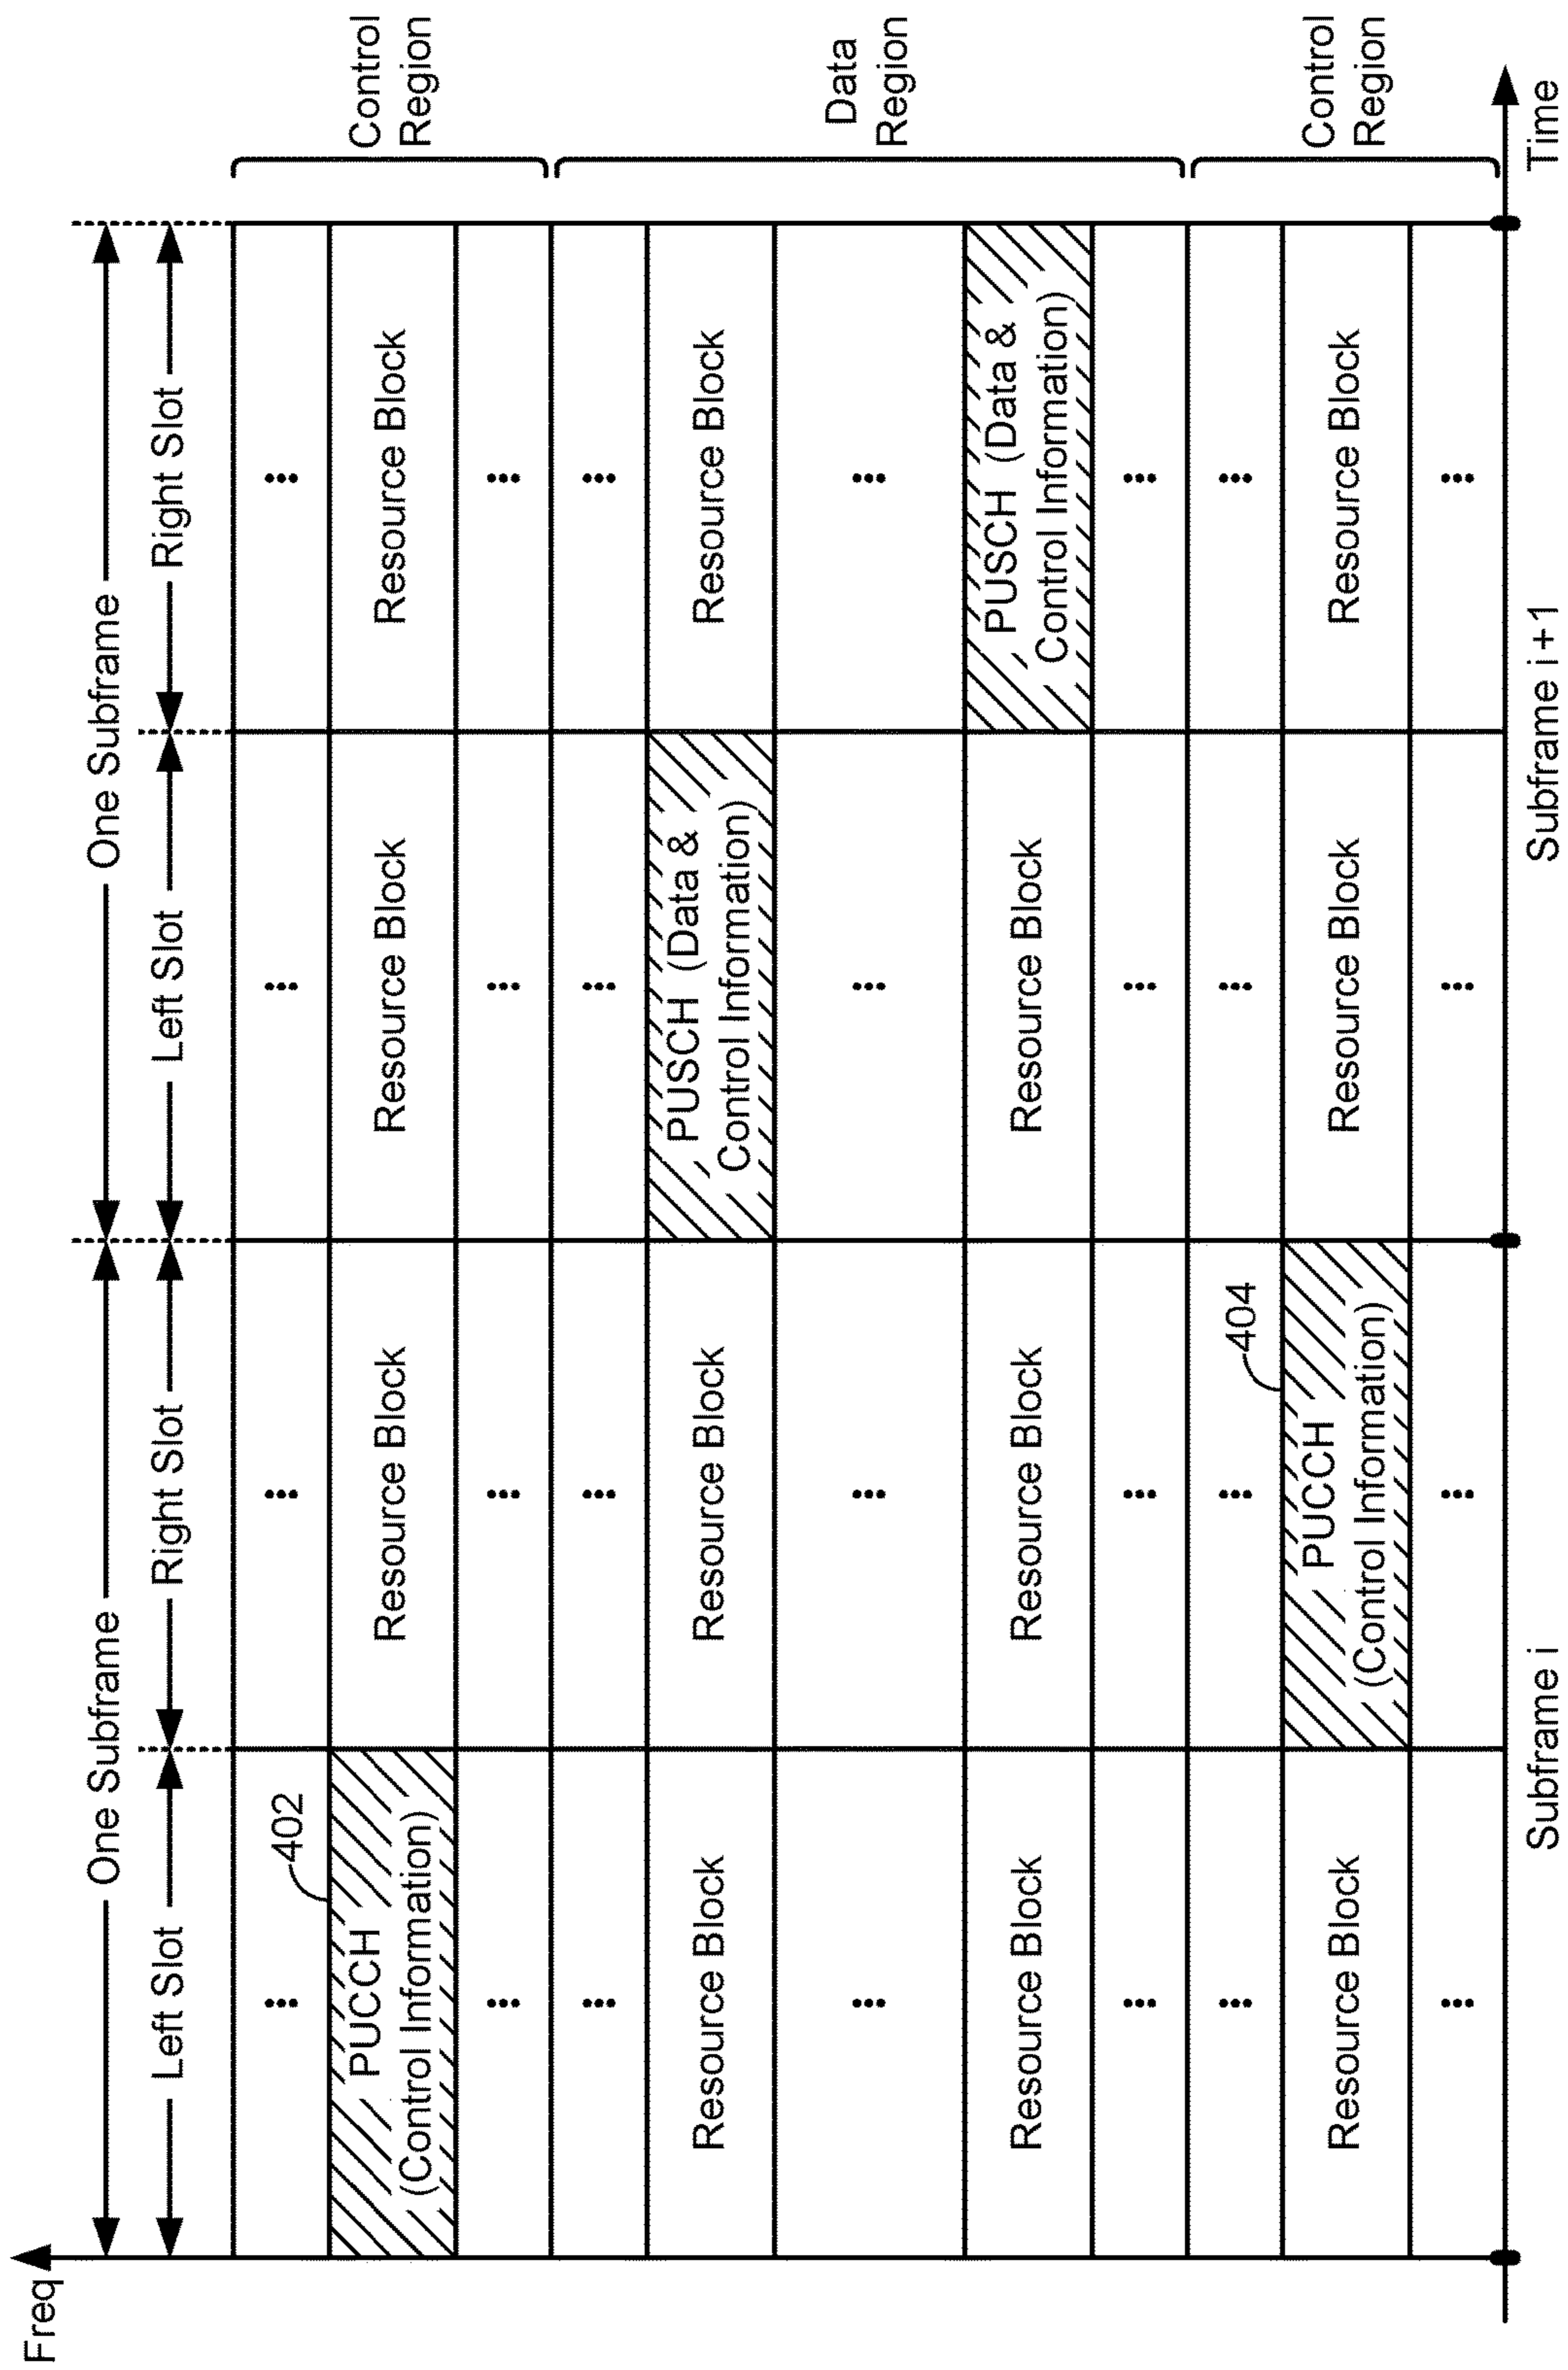 Freq
One Subframe
One Subframe
Left Slot
Right Slot
Left Slot
Right Slot
...
...
...
...
402
PUCCH
(Control Information)
Resource Block
Resource Block
Resource Block
Control
Region
...
...
...
...
...
...
...
...
Resource Block
Resource Block
PUSCH (Data &
Control Information)
Resource Block
...
...
...
...
Data
Region
Resource Block
Resource Block
Resource Block
PUSCH (Data &
Control Information)
...
...
...
...
...
...
...
...
404
Resource Block
PUCCH
(Control Information)
Resource Block
Resource Block
Control
Region
...
...
...
...
Subframe i
Subframe i + 1
Time